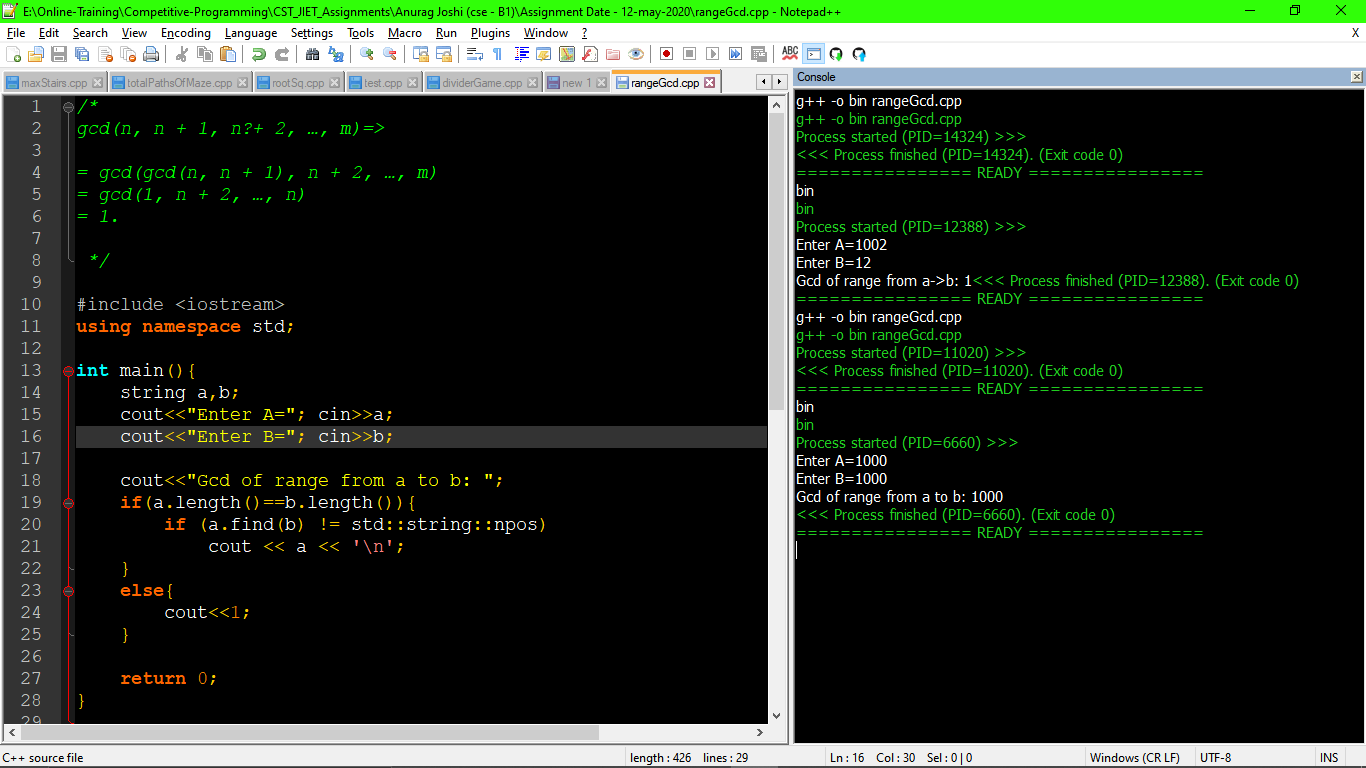 E:\Online-Training\Competitive-Programming\CST_JIET_Assignments\Anurag Joshi (cse - B1)\Assignment Date - 12-may-2020\rangeGcd.cpp - Notepad++
File Edit Search View Encoding Language Settings Tools Macro Run Plugins Window ? X
maxStairs.cpp totalPathsOfMaze.cpp rootSq.cpp test.cpp dividerGame.cpp new 1 rangeGcd.cpp
1 /*
2 gcd(n, n + 1, n?+ 2, …, m)=>
3
4 = gcd(gcd(n, n + 1), n + 2, …, m)
5 = gcd(1, n + 2, …, n)
6 = 1.
7
8 */
9
10 #include <iostream>
11 using namespace std;
12
13 int main(){
14 string a,b;
15 cout<<"Enter A="; cin>>a;
16 cout<<"Enter B="; cin>>b;
17
18 cout<<"Gcd of range from a to b: ";
19 if(a.length()==b.length()){
20 if (a.find(b) != std::string::npos)
21 cout << a << '\n';
22 }
23 else{
24 cout<<1;
25 }
26
27 return 0;
28 }
29
Console
g++ -o bin rangeGcd.cpp
g++ -o bin rangeGcd.cpp
Process started (PID=14324) >>>
<<< Process finished (PID=14324). (Exit code 0)
================ READY ================
bin
bin
Process started (PID=12388) >>>
Enter A=1002
Enter B=12
Gcd of range from a->b: 1<<< Process finished (PID=12388). (Exit code 0)
================ READY ================
g++ -o bin rangeGcd.cpp
g++ -o bin rangeGcd.cpp
Process started (PID=11020) >>>
<<< Process finished (PID=11020). (Exit code 0)
================ READY ================
bin
bin
Process started (PID=6660) >>>
Enter A=1000
Enter B=1000
Gcd of range from a to b: 1000
<<< Process finished (PID=6660). (Exit code 0)
================ READY ================
C++ source file length : 426 lines : 29 Ln : 16 Col : 30 Sel : 0 | 0 Windows (CR LF) UTF-8 INS